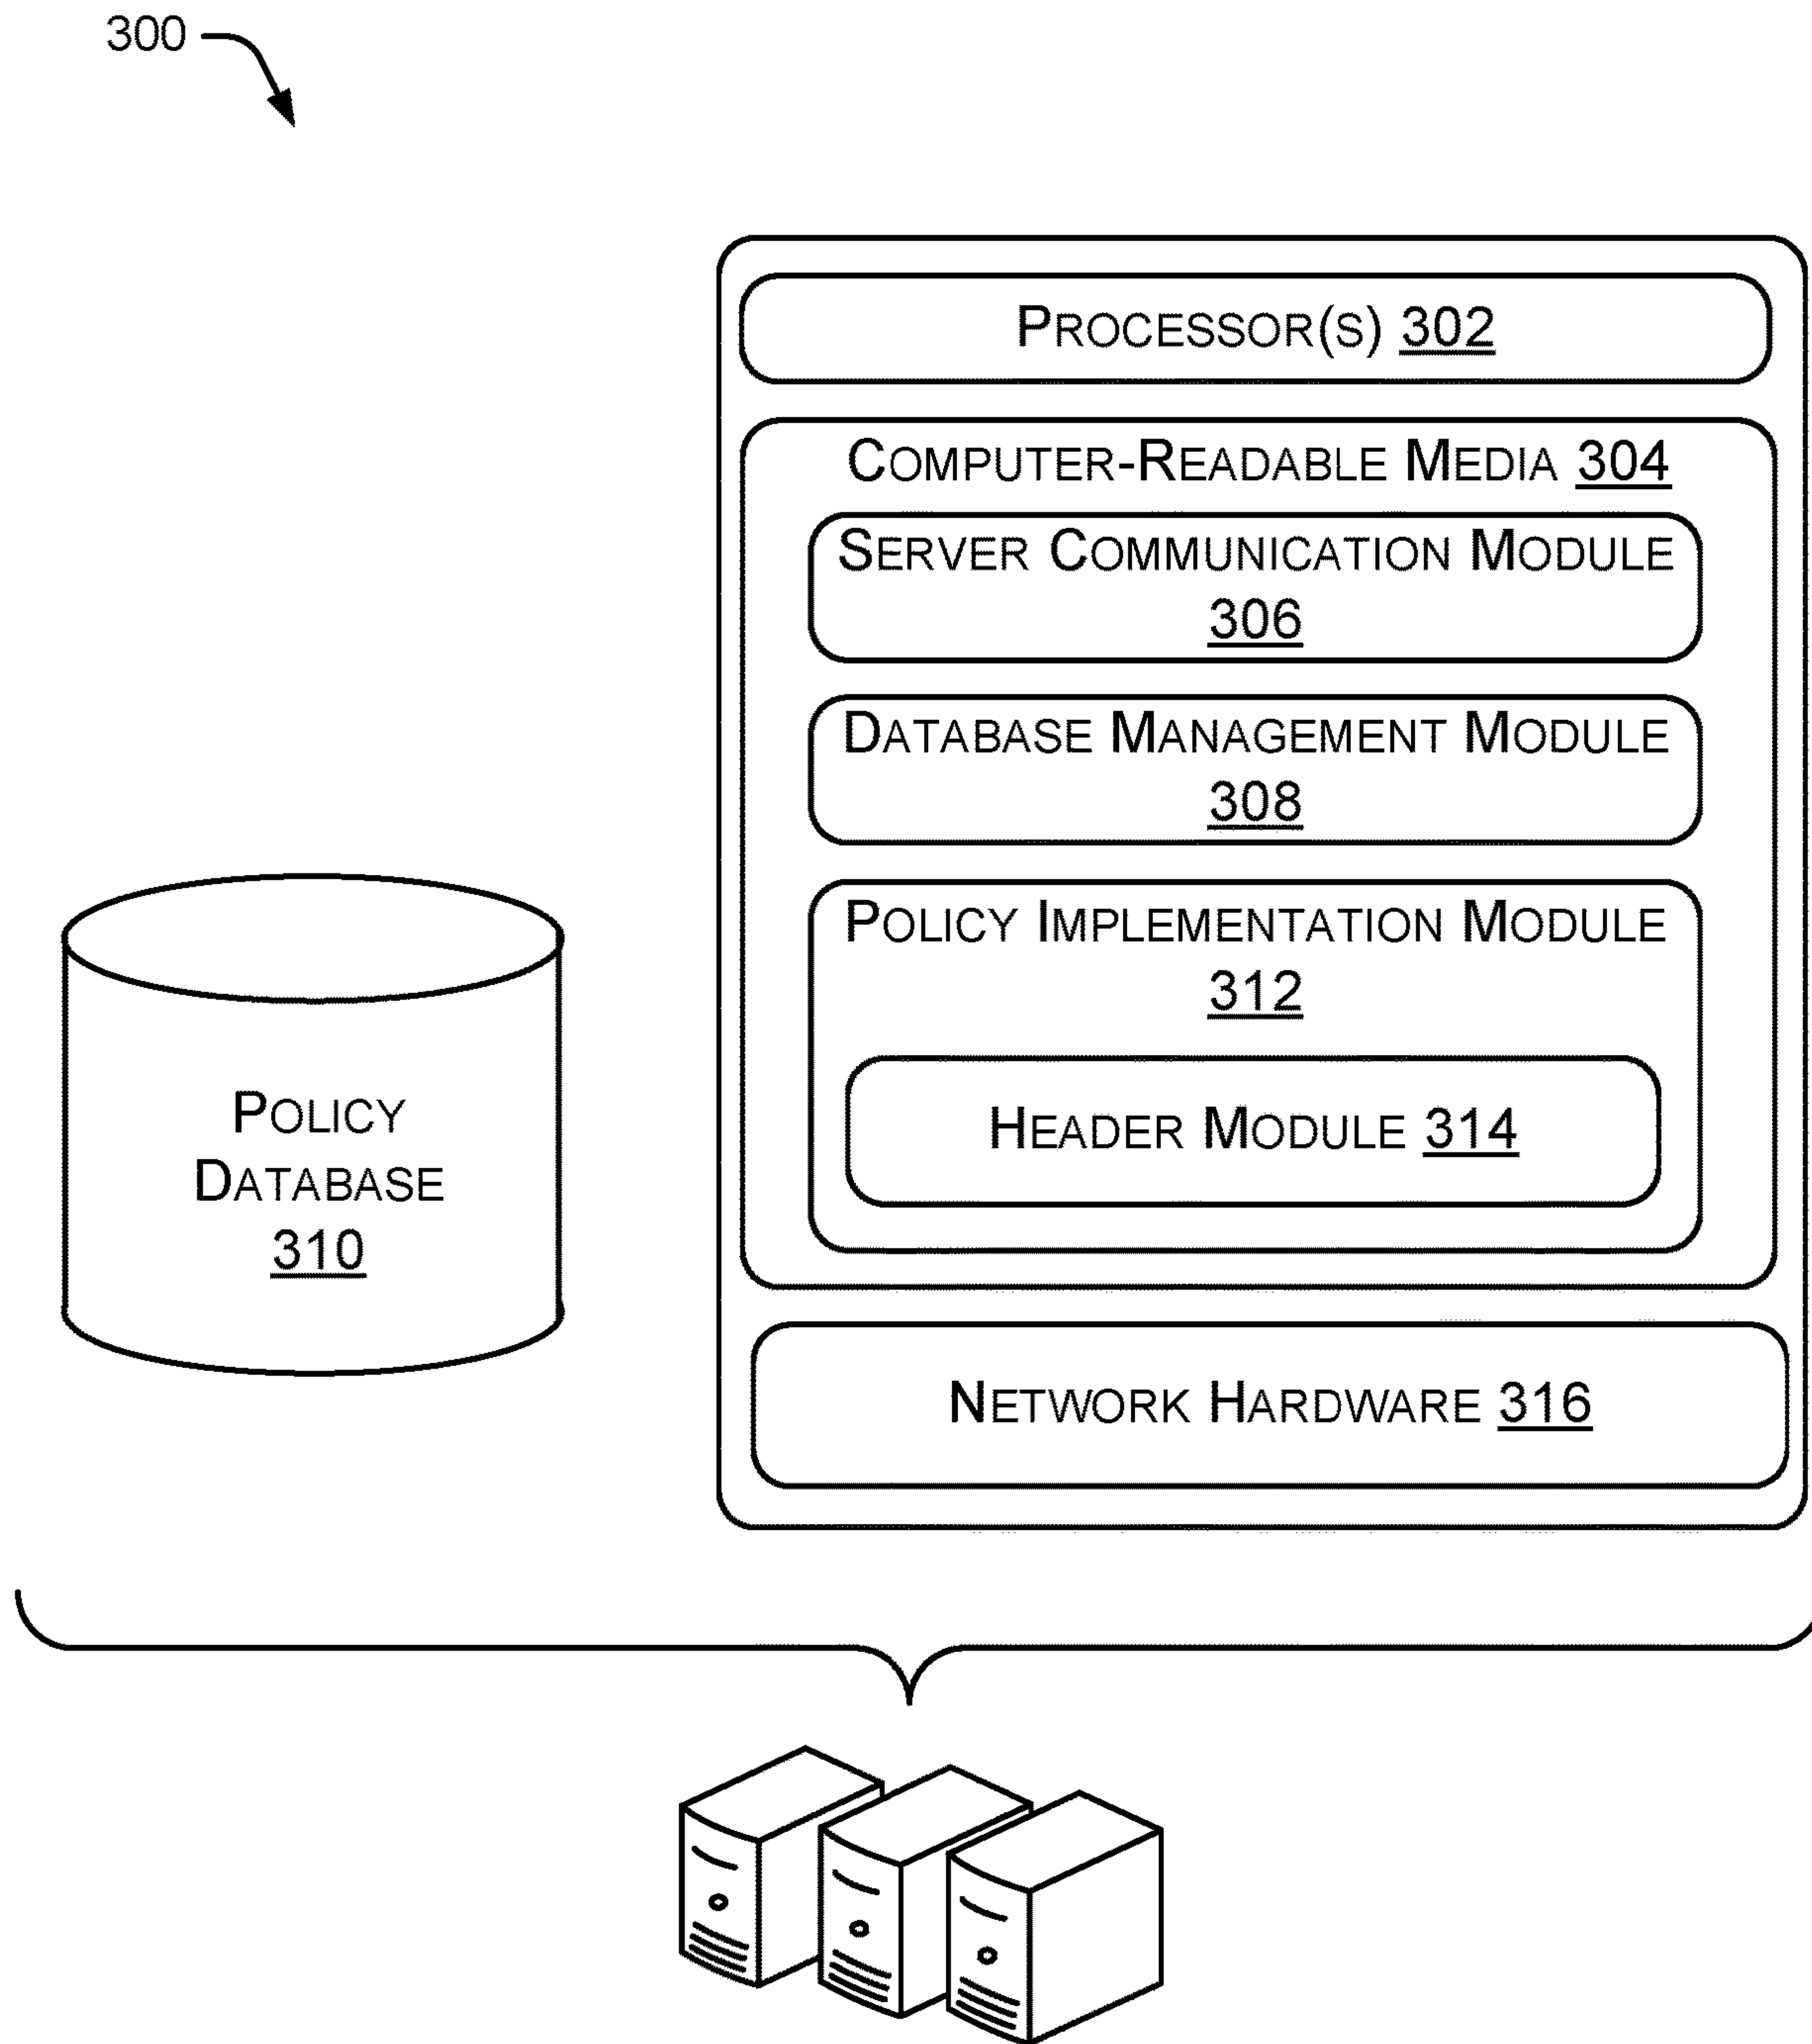 300
PROCESSOR(S) 302
COMPUTER-READABLE MEDIA 304
SERVER COMMUNICATION MODULE
306
DATABASE MANAGEMENT MODULE
308
POLICY IMPLEMENTATION MODULE
312
HEADER MODULE 314
POLICY
DATABASE
310
NETWORK HARDWARE 316